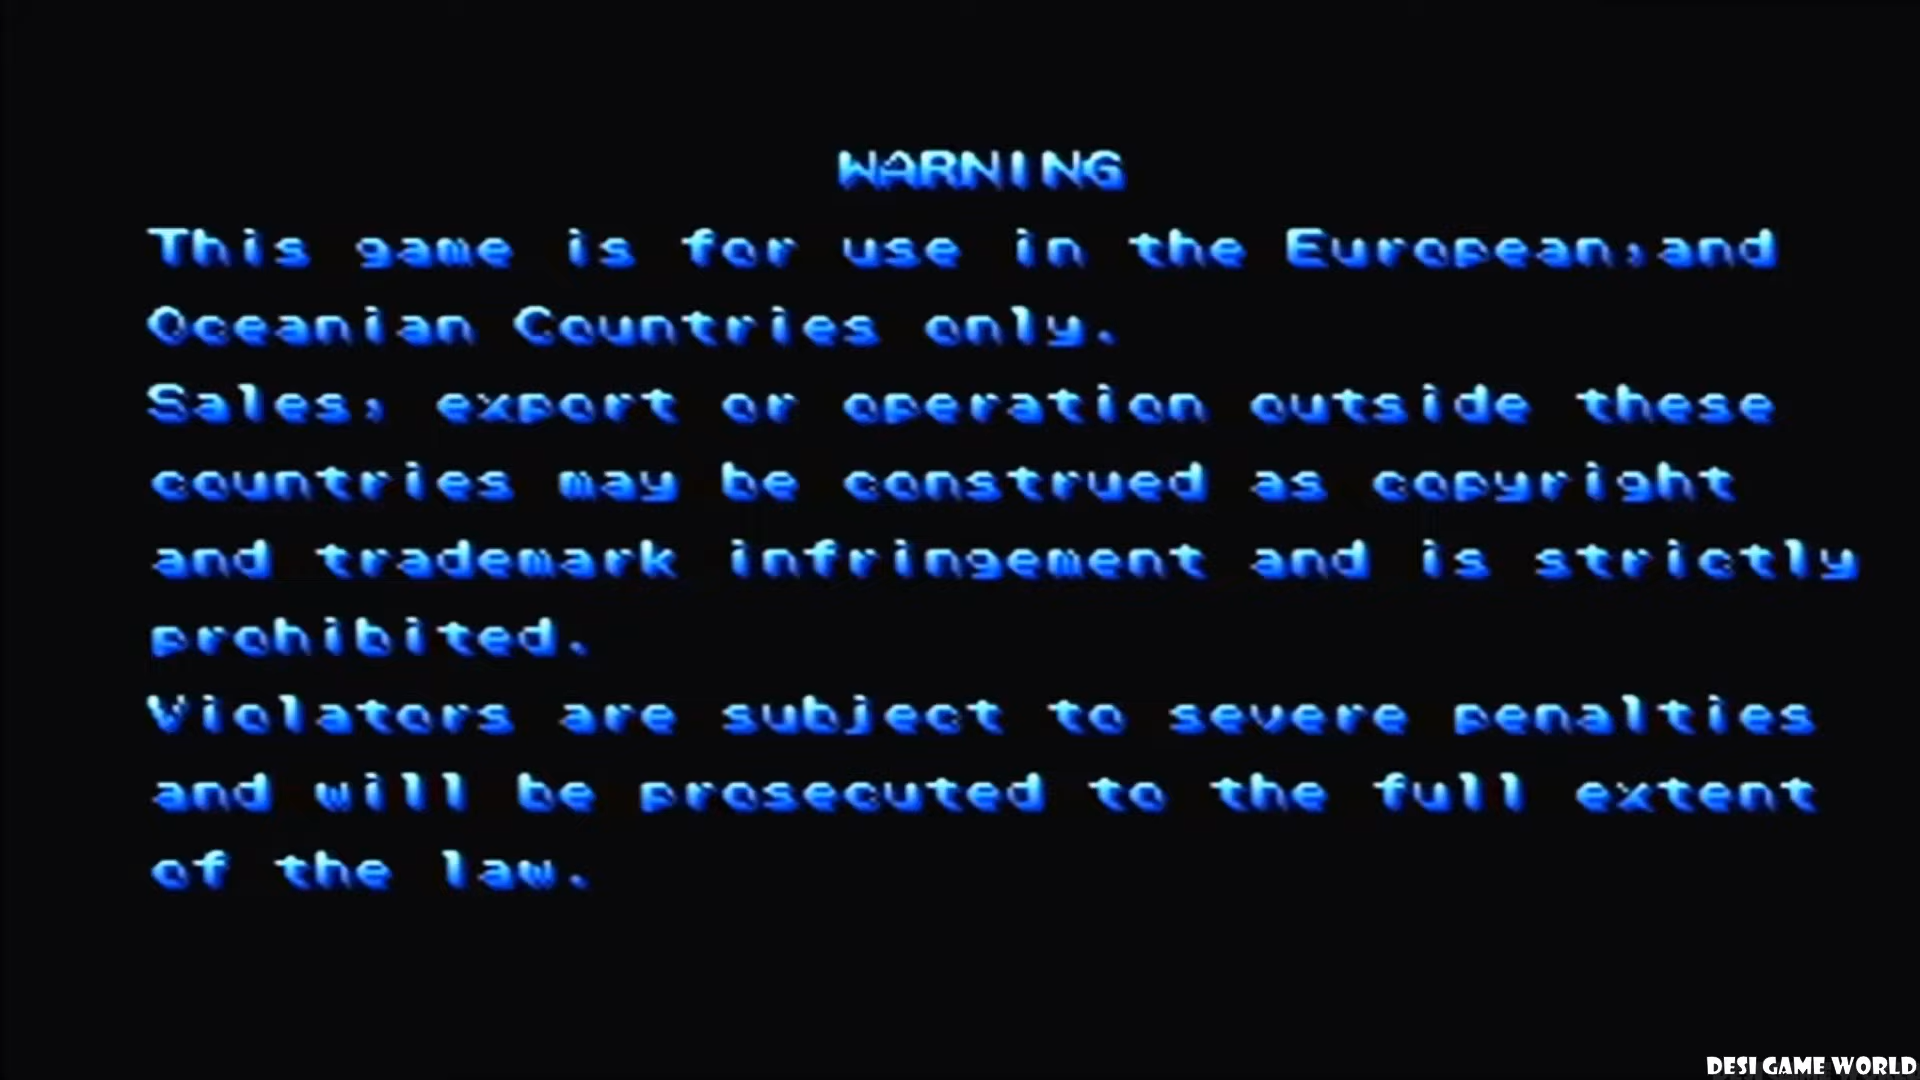 WARNING
This game is for use in the European,and
Oceanian Countries only.
Sales, export or operation outside these
countries may be construed as copyright
and trademark infringement and is strictly
prohibited.
Violators are subject to severe penalties
and will be prosecuted to the full extent
of the law.
DESI GAME WORLD